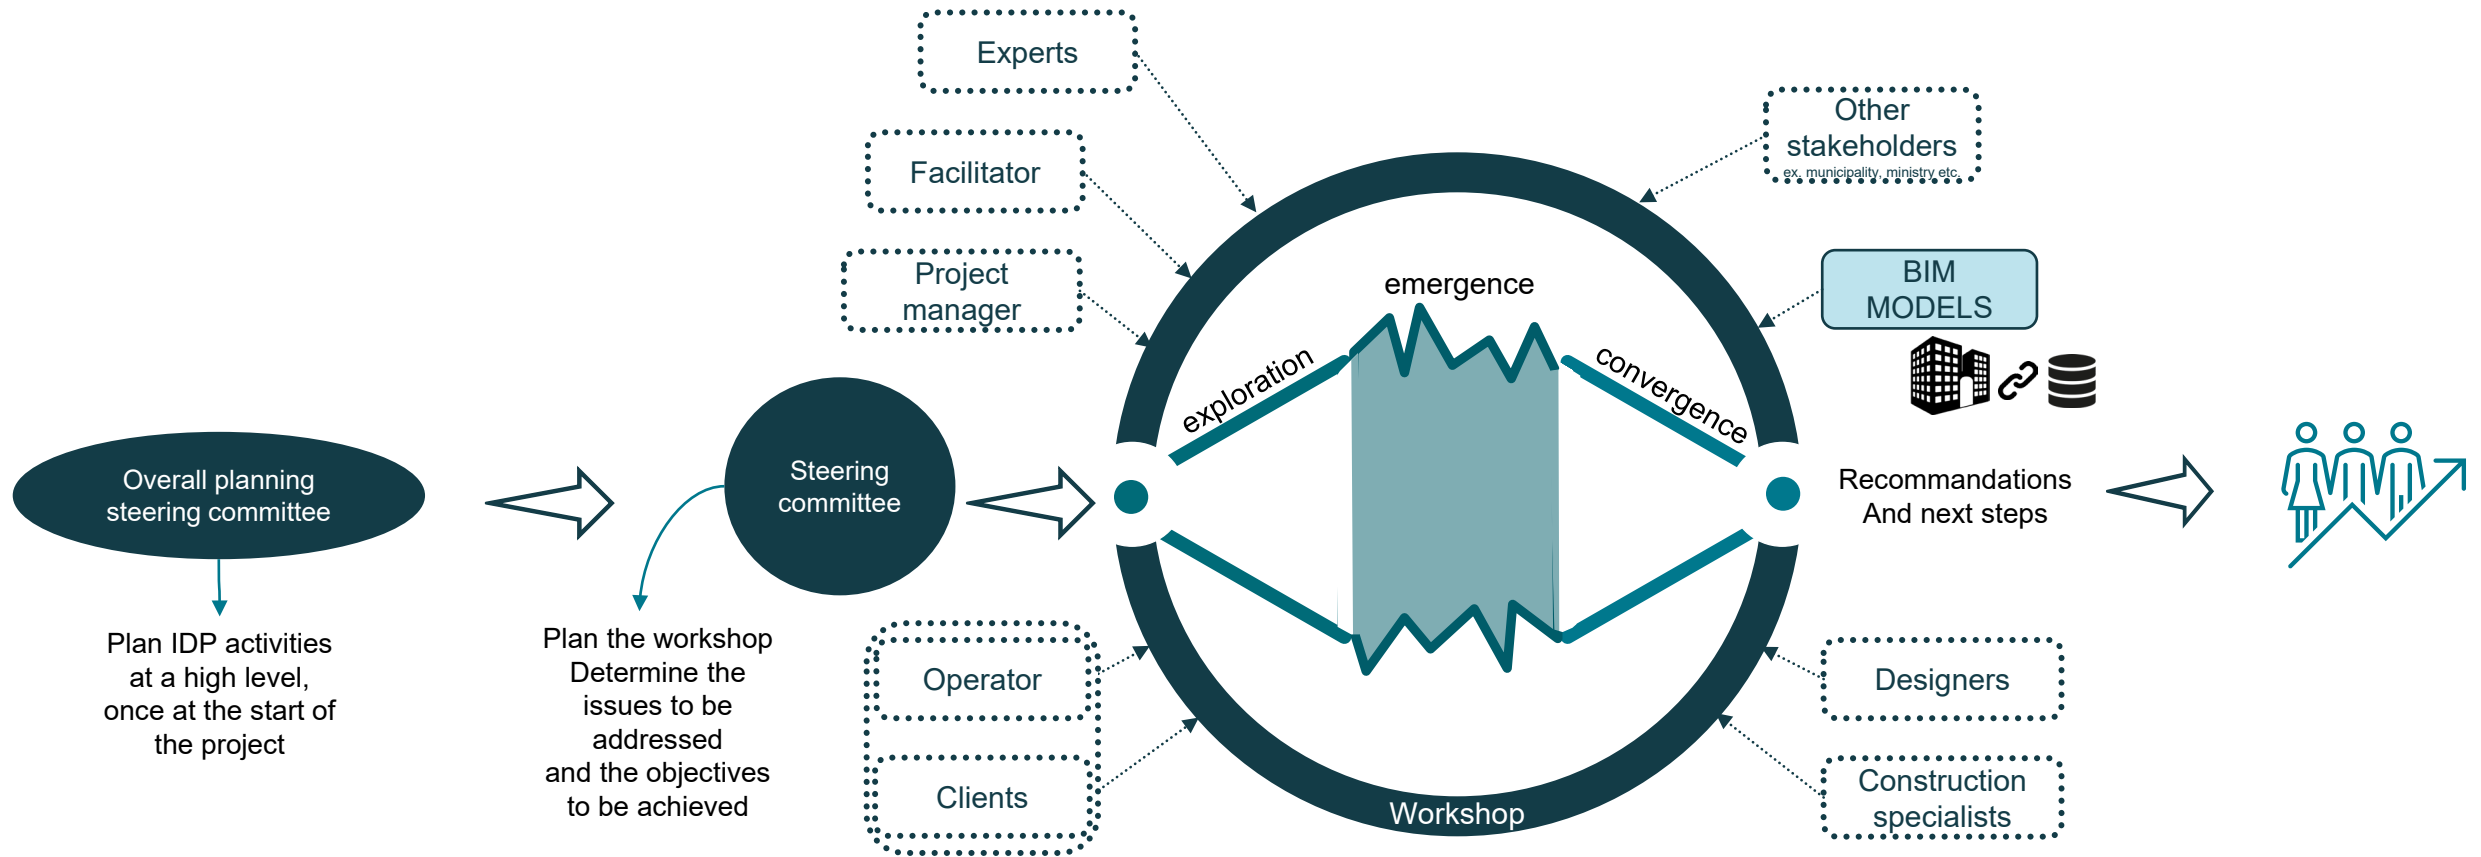 Overall planning
steering committee
Plan IDP activities
at a high level,
once at the start of
the project
Steering
committee
Plan the workshop
Determine the
issues to be
addressed
and the objectives
to be achieved
Experts
Facilitator
Project
manager
Operator
Clients
exploration
emergence
convergence
Workshop
Other
stakeholders
ex. municipality, ministry etc.
BIM
MODELS
Recommandations
And next steps
Designers
Construction
specialists